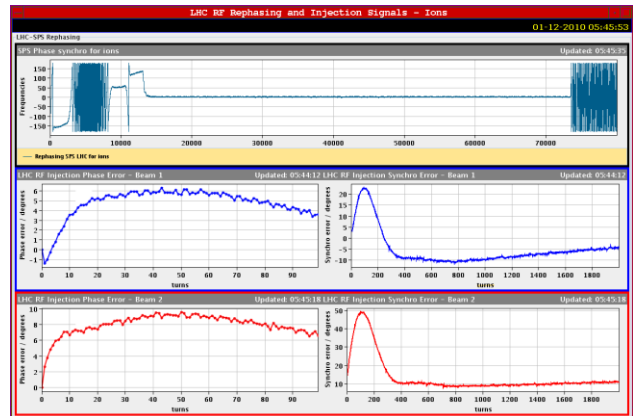 LHC RF Rephasing and Injection Signals - Ions
01-12-2010 05:45:53
LHC-SPS Rephasing
SPS Phase synchro for ions Updated: 05:45:35
Frequencies
150
100
50
0
-50
-100
-150
0 10000 20000 30000 40000 50000 60000 70000
Rephasing SPS LHC for ions
LHC RF Injection Phase Error - Beam 1 Updated: 05:44:12
Phase error / degrees
6
5
4
3
2
1
0
-1
0 10 20 30 40 50 60 70 80 90
turns
LHC RF Injection Synchro Error - Beam 1 Updated: 05:44:12
Synchro error / degrees
20
15
10
5
0
-5
-10
0 200 400 600 800 1000 1200 1400 1600 1800
turns
LHC RF Injection Phase Error - Beam 2 Updated: 05:45:18
Phase error / degrees
10
8
6
4
2
0
0 10 20 30 40 50 60 70 80 90
turns
LHC RF Injection Synchro Error - Beam 2 Updated: 05:45:18
Synchro error / degrees
50
40
30
20
10
0 200 400 600 800 1000 1200 1400 1600 1800
turns